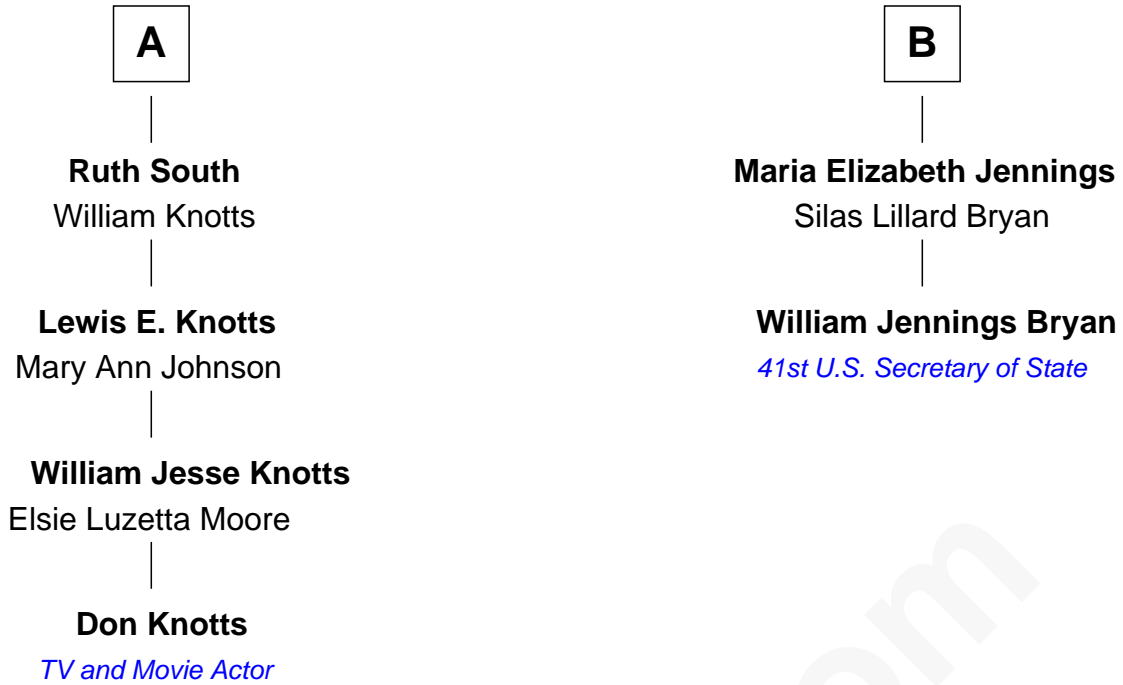 A
Ruth South
William Knotts
Lewis E. Knotts
Mary Ann Johnson
William Jesse Knotts
Elsie Luzetta Moore
Don Knotts
TV and Movie Actor
B
Maria Elizabeth Jennings
Silas Lillard Bryan
William Jennings Bryan
41st U.S. Secretary of State
om